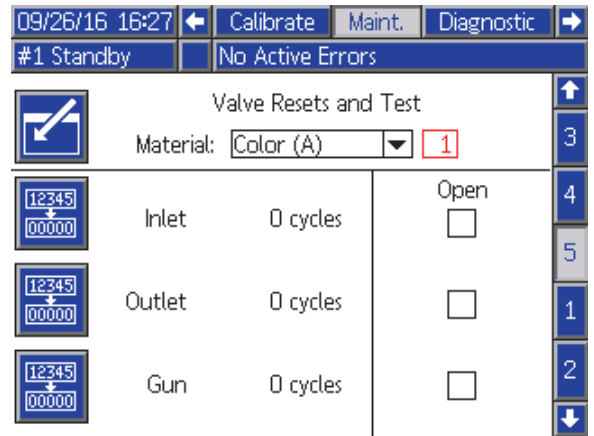 09/26/16 16:27 Calibrate Maint. Diagnostic
#1 Standby No Active Errors
Valve Resets and Test
Material: Color (A) 1
3
Open
12345
00000
Inlet 0 cycles
4
5
12345
00000
Outlet 0 cycles
1
12345
00000
Gun 0 cycles
2